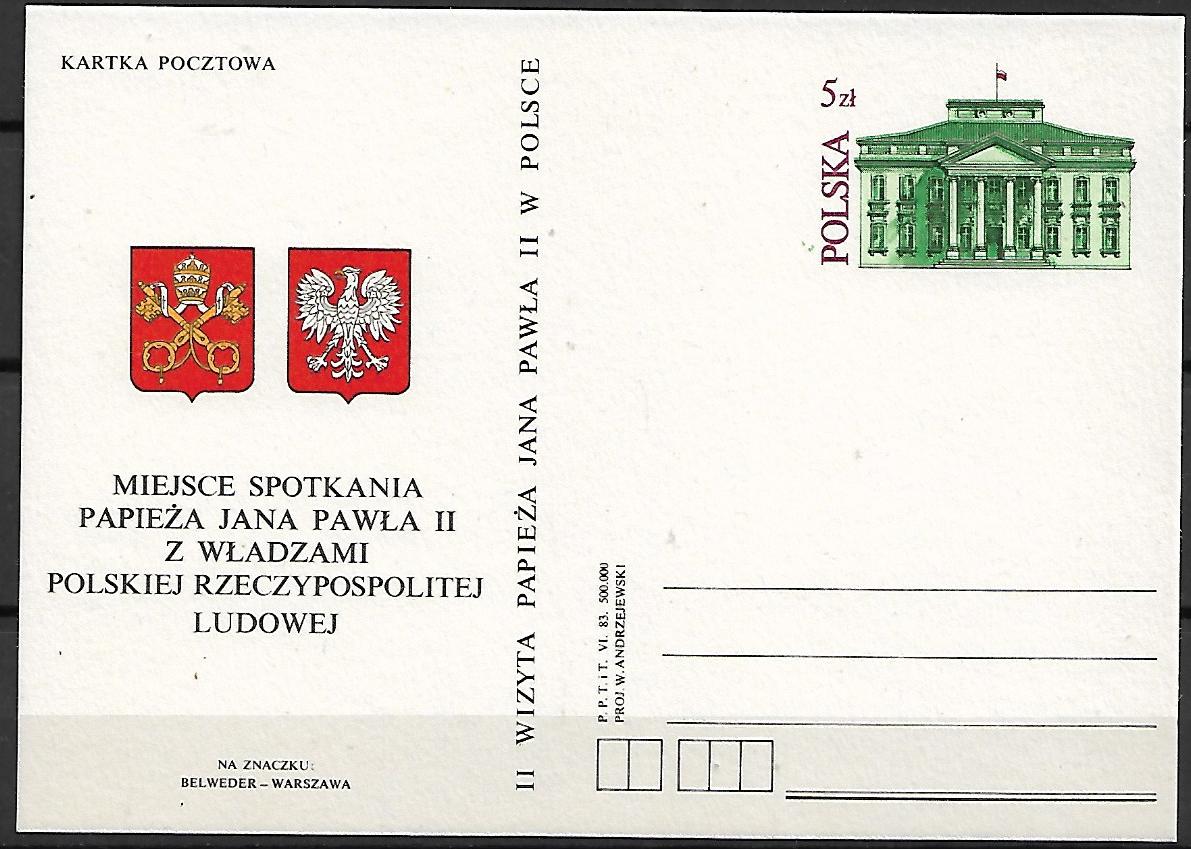 KARTKA POCZTOWA
MIEJSCE SPOTKANIA
PAPIEŻA JANA PAWŁA II
Z WŁADZAMI
POLSKIEJ RZECZYPOSPOLITEJ
LUDOWEJ
NA ZNACZKU:
BELWEDER – WARSZAWA
II WIZYTA PAPIEŻA JANA PAWŁA II W POLSCE
5 zł
POLSKA
P. P. T. i T. VI. 83. 500.000
PROJ. W. ANDRZEJEWSKI